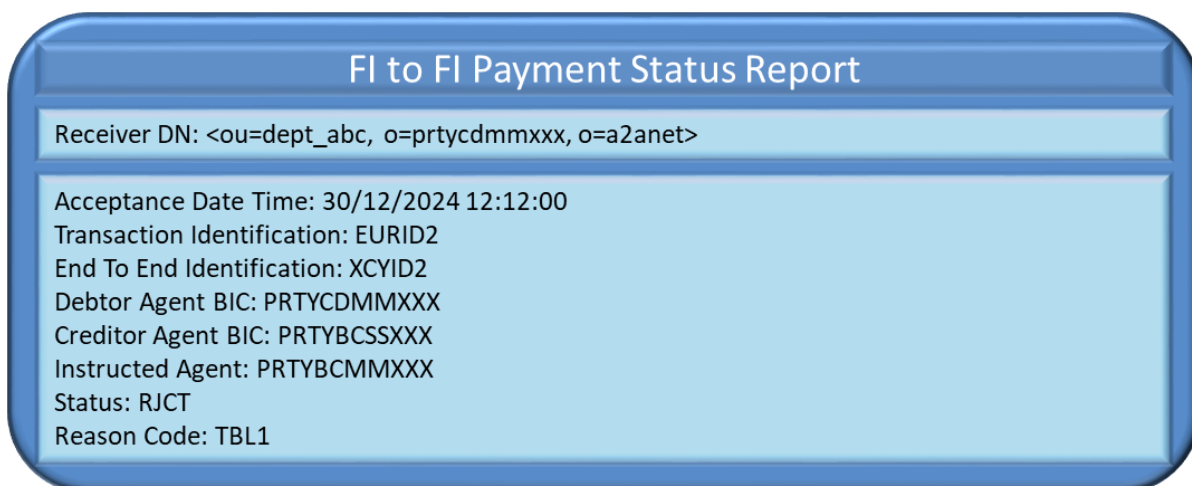 FI to FI Payment Status Report
Receiver DN: <ou=dept_abc, o=prtycdmmxxx, o=a2anet>
Acceptance Date Time: 30/12/2024 12:12:00
Transaction Identification: EURID2
End To End Identification: XCYID2
Debtor Agent BIC: PRTYCDMMXXX
Creditor Agent BIC: PRTYBCSSXXX
Instructed Agent: PRTYBCMMXXX
Status: RJCT
Reason Code: TBL1